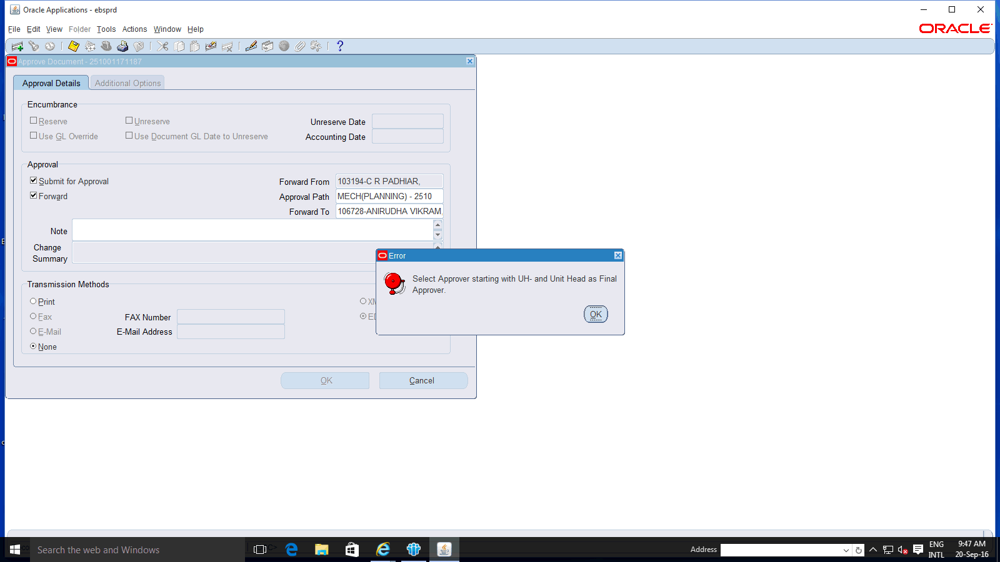 Oracle Applications - ebsprd
File Edit View Folder Tools Actions Window Help
ORACLE
Approve Document - 251001171187
Approval Details Additional Options
Encumbrance
Reserve Unreserve Unreserve Date
Use GL Override Use Document GL Date to Unreserve Accounting Date
Approval
Submit for Approval Forward From 103194-C R PADHIAR,
Forward Approval Path MECH(PLANNING) - 2510
Forward To 106728-ANIRUDHA VIKRAM,
Note
Change
Summary
Error
Select Approver starting with UH- and Unit Head as Final
Approver.
OK
Transmission Methods
Print
Fax FAX Number
E-Mail E-Mail Address
None
OK Cancel
Search the web and Windows
Address
ENG
INTL
9:47 AM
20-Sep-16